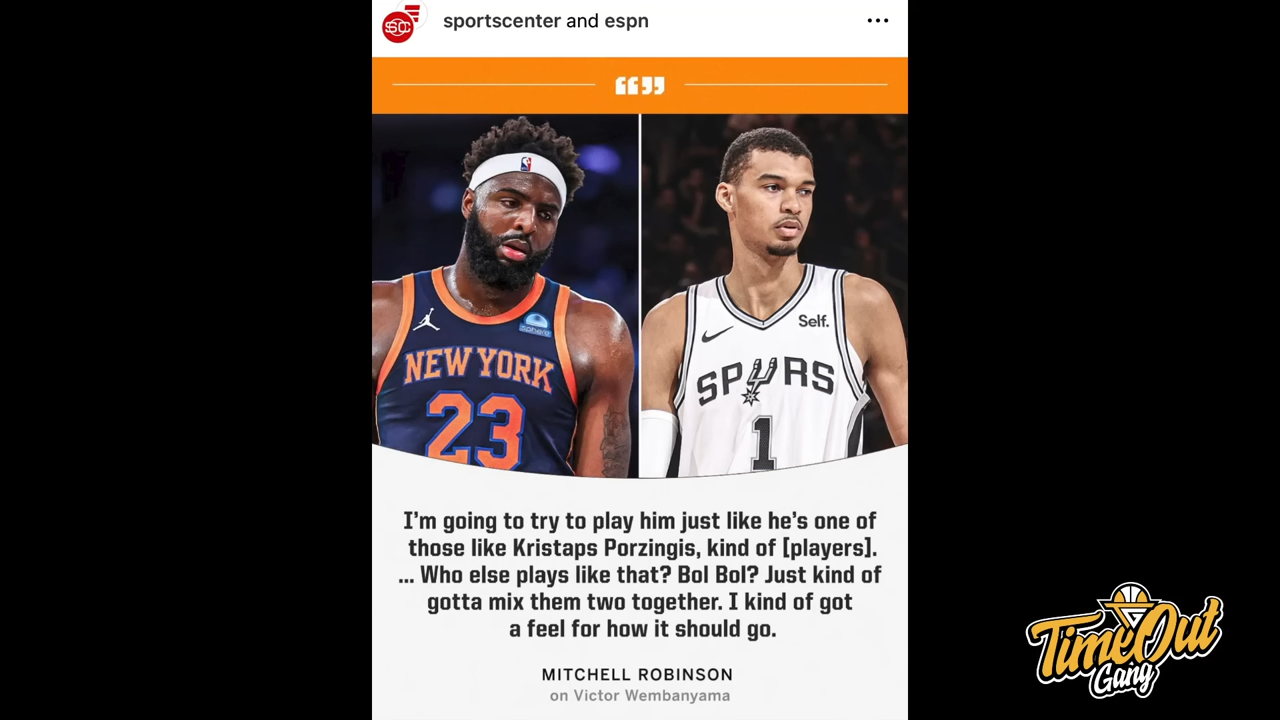 sportscenter and espn
I'm going to try to play him just like he's one of
those like Kristaps Porzingis, kind of [players].
... Who else plays like that? Bol Bol? Just kind of
gotta mix them two together. I kind of got
a feel for how it should go.
MITCHELL ROBINSON
on Victor Wembanyama
SC
sphere
NEW YORK
23
Self.
SPURS
1
TimeOut
Gang